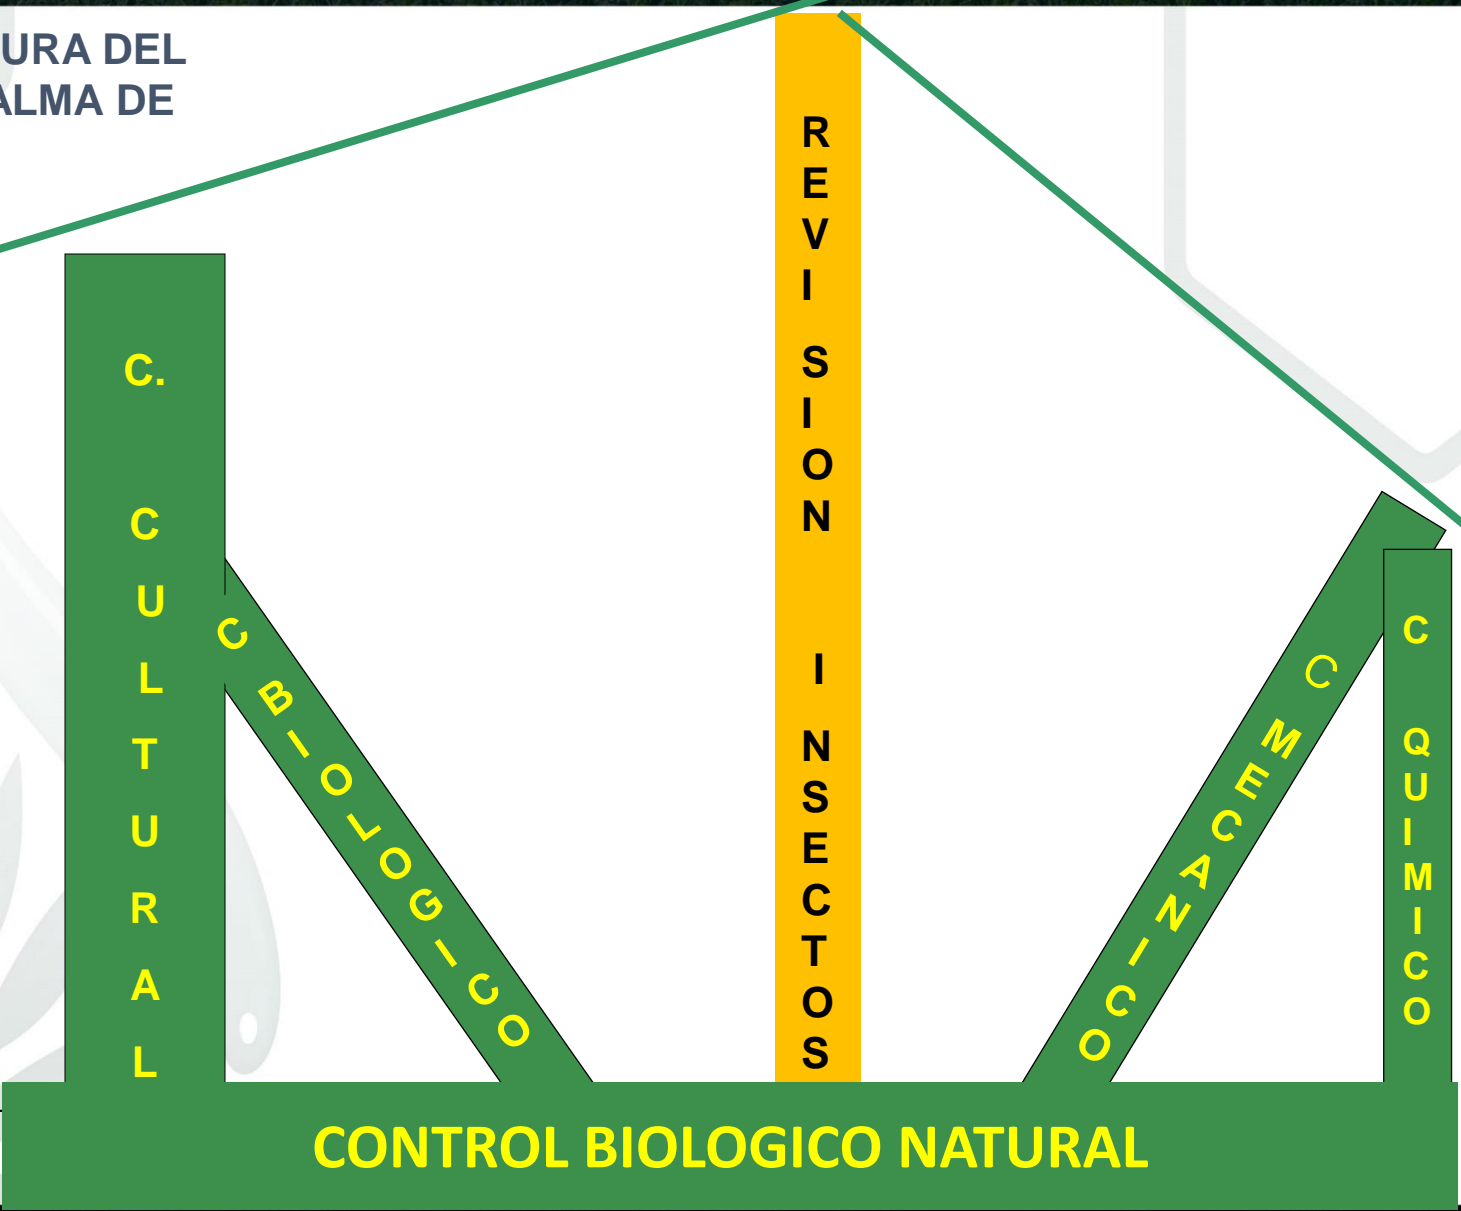 URA DEL
ALMA DE
C. CULTURAL
C BIOLOGICO
REVISION INSECTOS
C MECANICO
C QUIMICO
CONTROL BIOLOGICO NATURAL